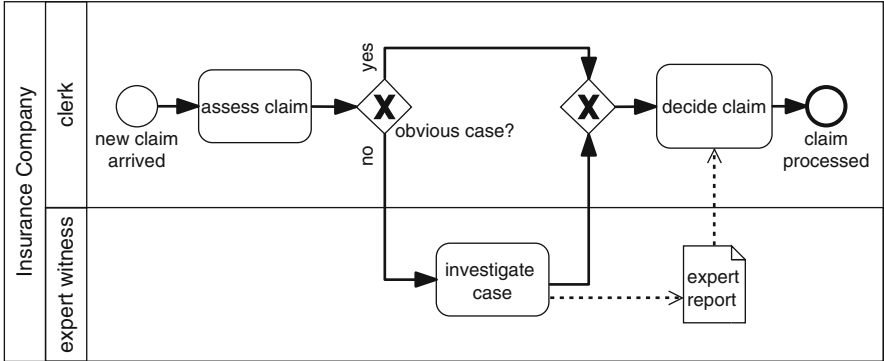 Insurance Company
clerk
new claim
arrived
assess claim
yes
X
obvious case?
no
X
decide claim
claim
processed
expert witness
investigate
case
expert
report